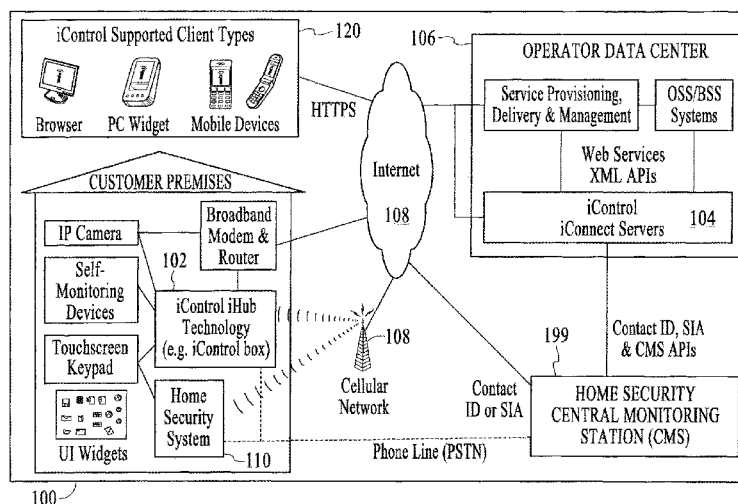 iControl Supported Client Types
120
Browser
PC Widget
Mobile Devices
HTTPS
Internet
108
106
OPERATOR DATA CENTER
Service Provisioning,
Delivery & Management
OSS/BSS
Systems
Web Services
XML APIs
iControl
iConnect Servers
104
CUSTOMER PREMISES
IP Camera
Broadband
Modem &
Router
102
Self-
Monitoring
Devices
iControl iHub
Technology
(e.g. iControl box)
Touchscreen
Keypad
UI Widgets
Home
Security
System
110
108
Cellular
Network
Contact ID, SIA
& CMS APIs
199
Contact
ID or SIA
HOME SECURITY
CENTRAL MONITORING
STATION (CMS)
Phone Line (PSTN)
100